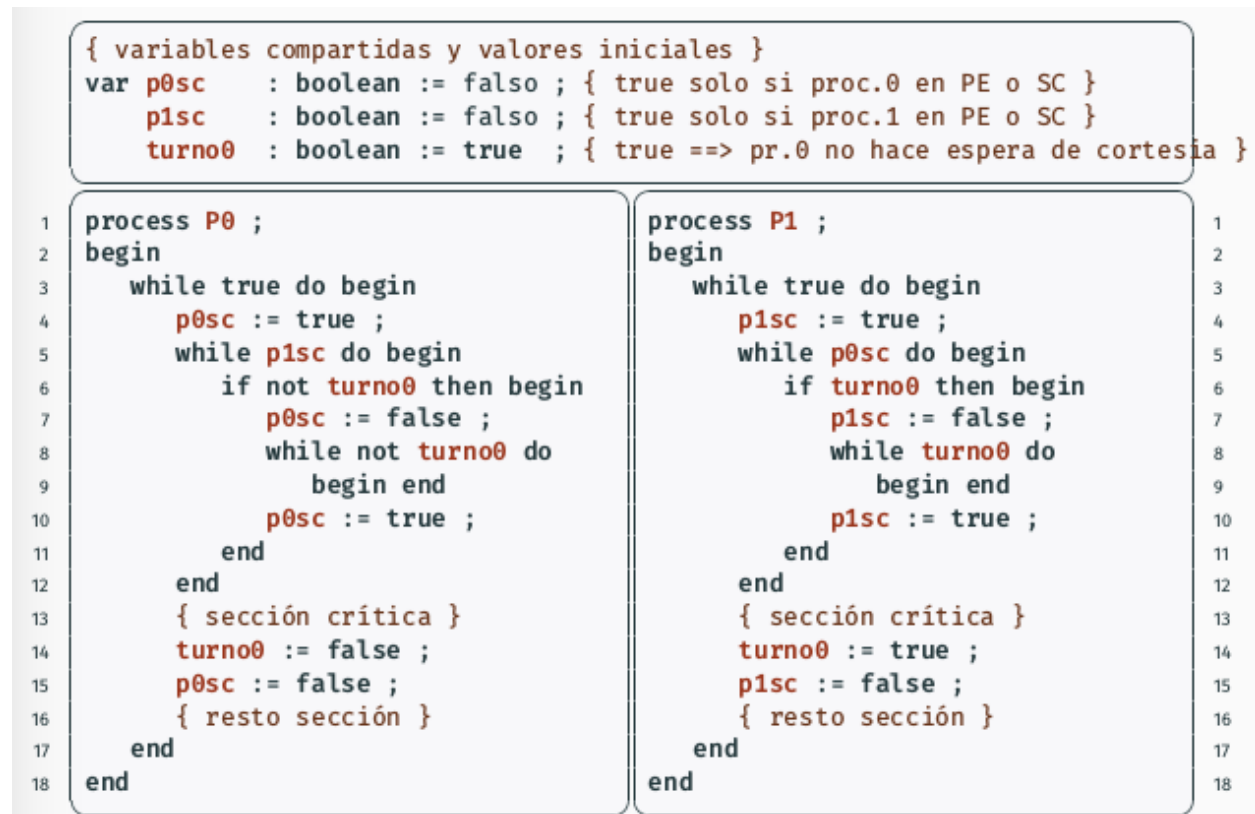 { variables compartidas y valores iniciales }
var p0sc : boolean := falso ; { true solo si proc.0 en PE o SC }
p1sc : boolean := falso ; { true solo si proc.1 en PE o SC }
turno0 : boolean := true ; { true ==> pr.0 no hace espera de cortesía }
1 process P0 ;
2 begin
3 while true do begin
4 p0sc := true ;
5 while p1sc do begin
6 if not turno0 then begin
7 p0sc := false ;
8 while not turno0 do
9 begin end
10 p0sc := true ;
11 end
12 end
13 { sección crítica }
14 turno0 := false ;
15 p0sc := false ;
16 { resto sección }
17 end
18 end
process P1 ; 1
begin 2
while true do begin 3
p1sc := true ; 4
while p0sc do begin 5
if turno0 then begin 6
p1sc := false ; 7
while turno0 do 8
begin end 9
p1sc := true ; 10
end 11
end 12
{ sección crítica } 13
turno0 := true ; 14
p1sc := false ; 15
{ resto sección } 16
end 17
end 18